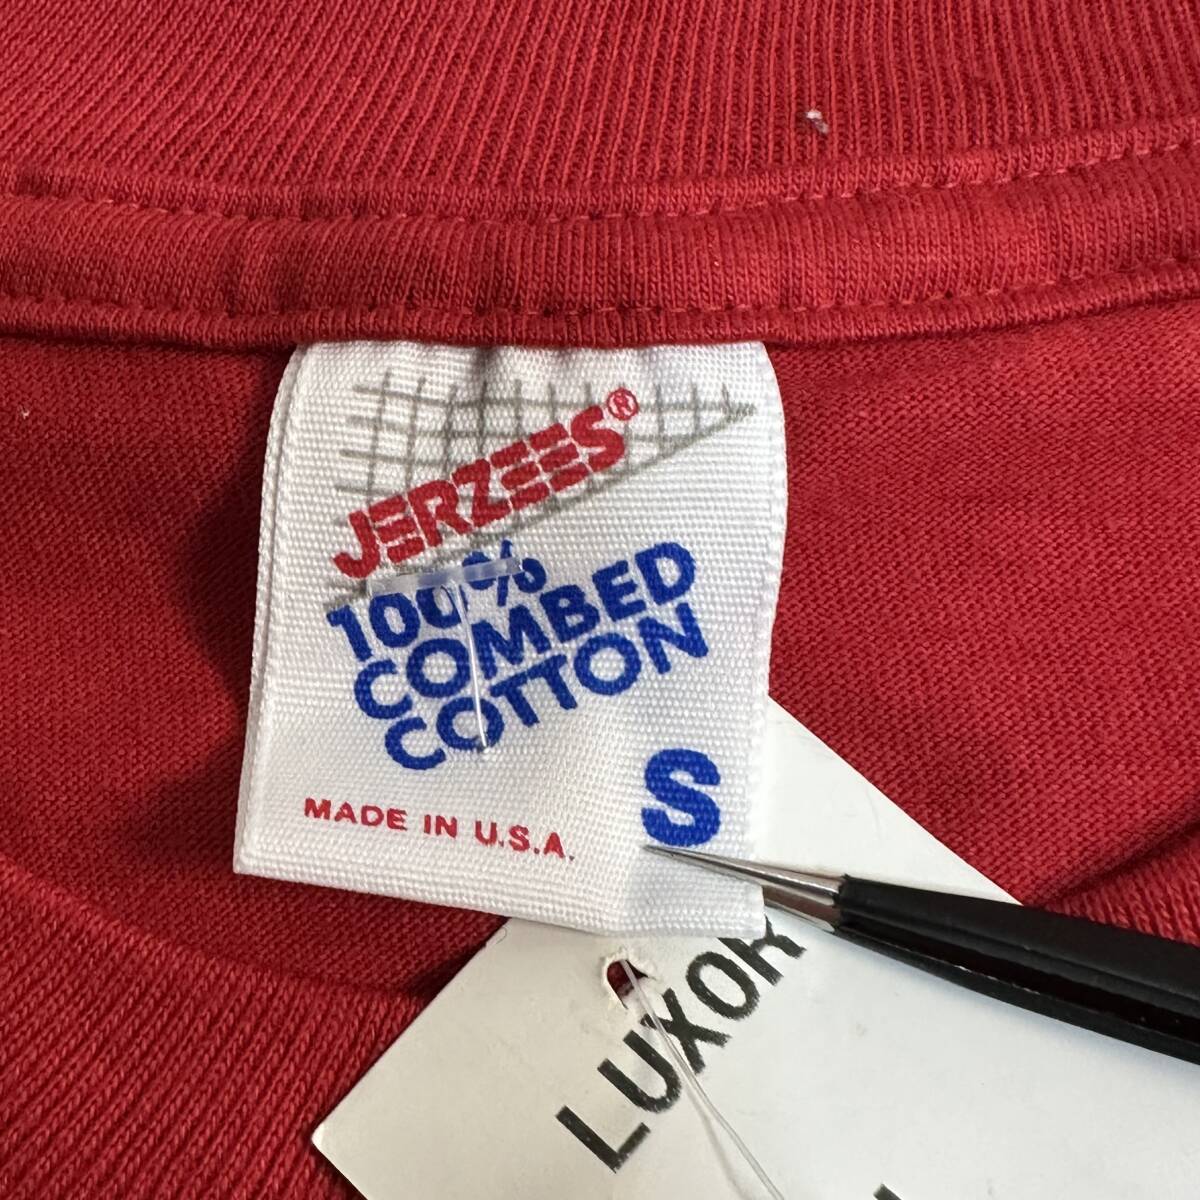 JERZEES®
100%
COMBED
COTTON
S
MADE IN U.S.A.
LUXOR